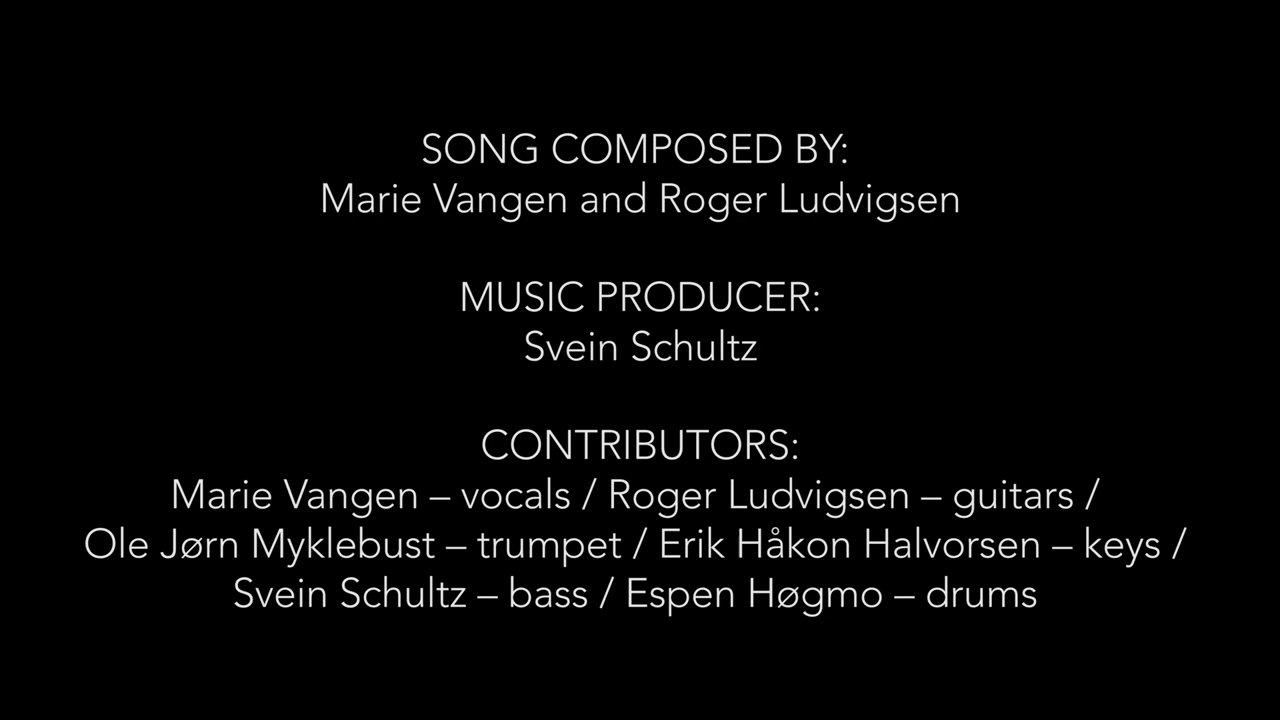 SONG COMPOSED BY:
Marie Vangen and Roger Ludvigsen
MUSIC PRODUCER:
Svein Schultz
CONTRIBUTORS:
Marie Vangen – vocals / Roger Ludvigsen – guitars /
Ole Jørn Myklebust – trumpet / Erik Håkon Halvorsen – keys /
Svein Schultz – bass / Espen Høgmo – drums